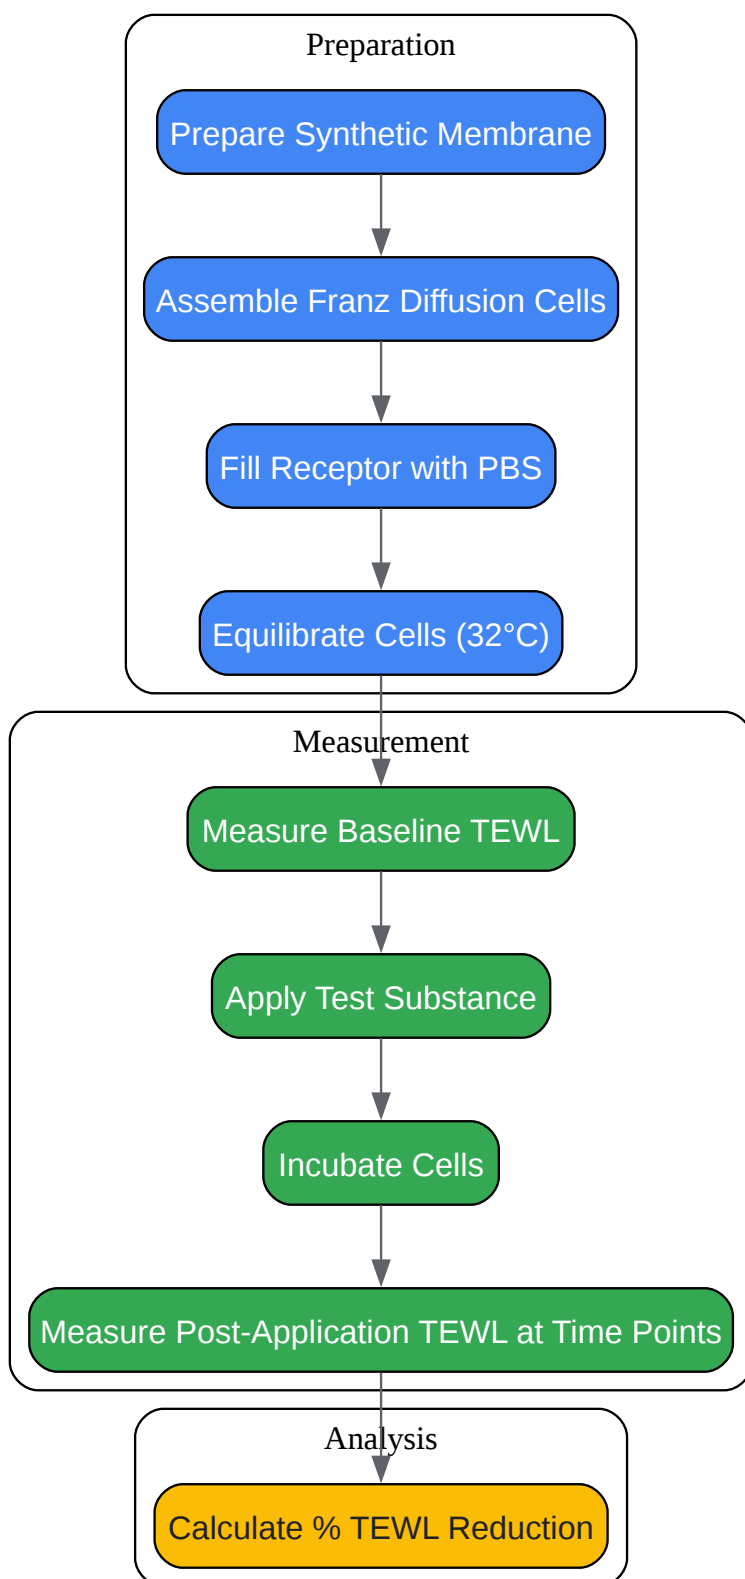 Preparation
Prepare Synthetic Membrane
Assemble Franz Diffusion Cells
Fill Receptor with PBS
Equilibrate Cells (32°C)
Measurement
Measure Baseline TEWL
Apply Test Substance
Incubate Cells
Measure Post-Application TEWL at Time Points
Analysis
Calculate % TEWL Reduction